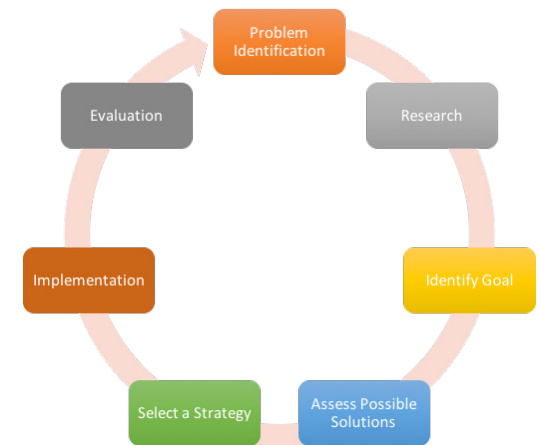 Problem
Identification
Research
Identify Goal
Assess Possible
Solutions
Select a Strategy
Implementation
Evaluation